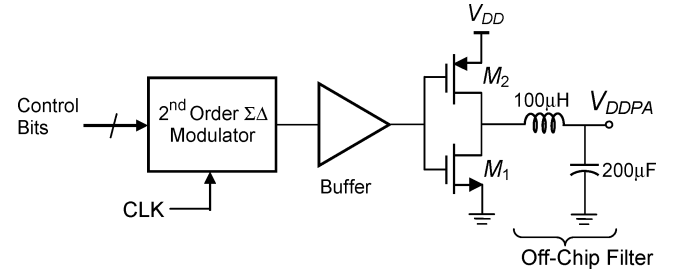 V_DD
Control Bits
2nd Order ΣΔ
Modulator
CLK
Buffer
M2
M1
100μH
V_DDPA
200μF
Off-Chip Filter